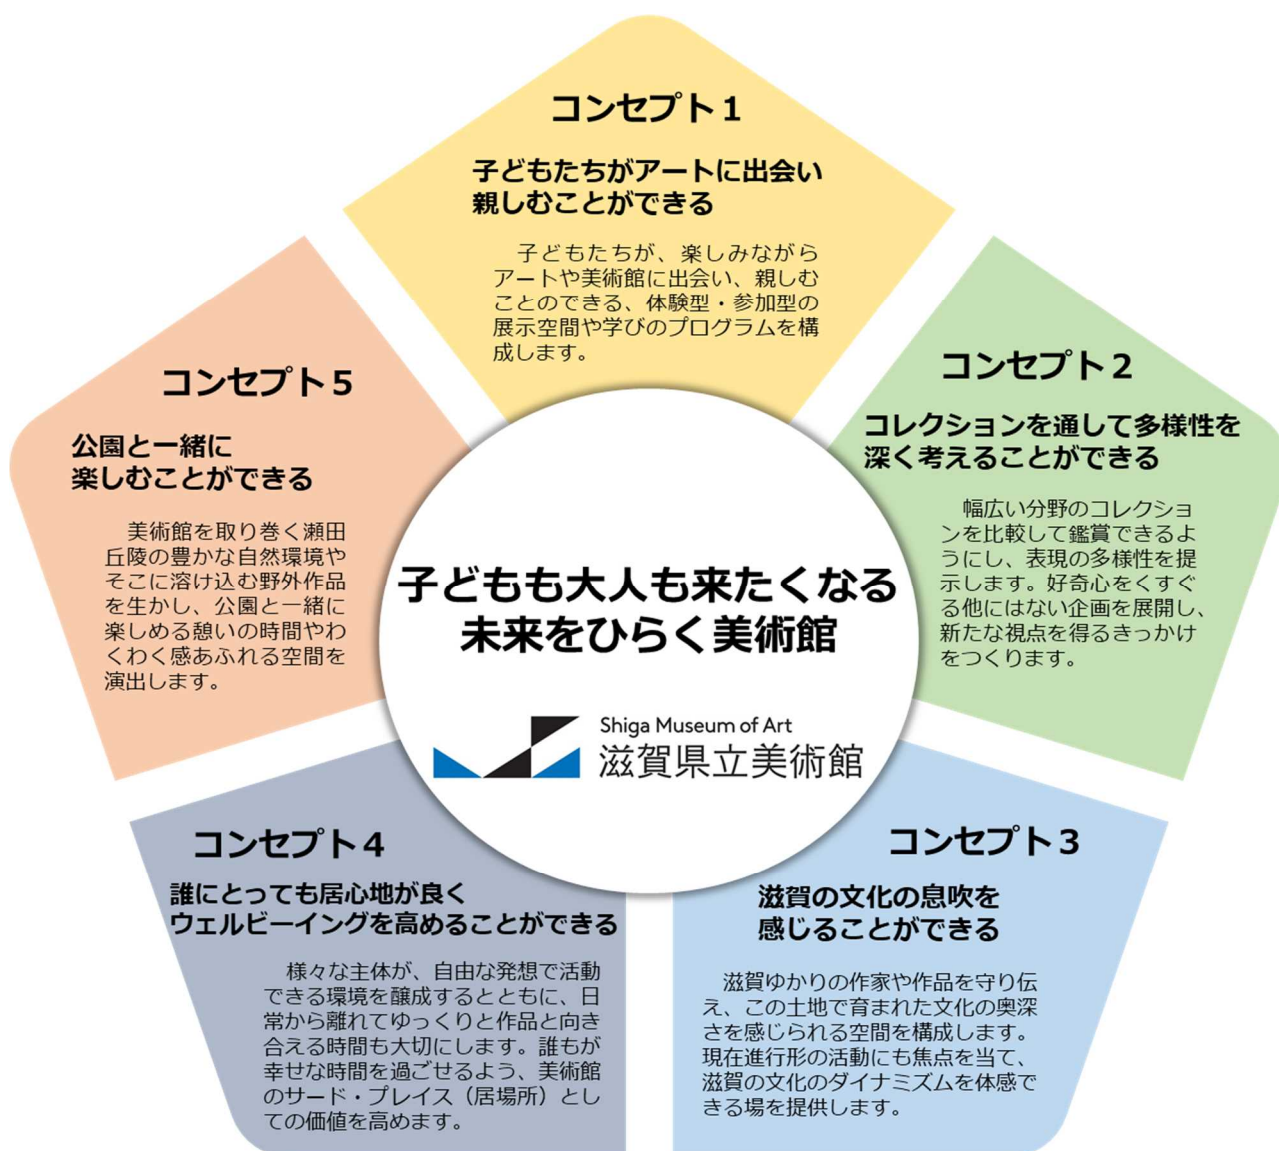 コンセプト１
子どもたちがアートに出会い
親しむことができる
　子どもたちが、楽しみながら
アートや美術館に出会い、親しむ
ことのできる、体験型・参加型の
展示空間や学びのプログラムを構
成します。
コンセプト２
コレクションを通して多様性を
深く考えることができる
　幅広い分野のコレクショ
ンを比較して鑑賞できるよ
うにし、表現の多様性を提
示します。好奇心をくすぐ
る他にはない企画を展開し、
新たな視点を得るきっかけ
をつくります。
コンセプト３
滋賀の文化の息吹を
感じることができる
　滋賀ゆかりの作家や作品を守り伝
え、この土地で育まれた文化の奥深
さを感じられる空間を構成します。
現在進行形の活動にも焦点を当て、
滋賀の文化のダイナミズムを体感で
きる場を提供します。
コンセプト４
誰にとっても居心地が良く
ウェルビーイングを高めることができる
　様々な主体が、自由な発想で活動
できる環境を醸成するとともに、日
常から離れてゆっくりと作品と向き
合える時間も大切にします。誰もが
幸せな時間を過ごせるよう、美術館
のサード・プレイス（居場所）とし
ての価値を高めます。
コンセプト５
公園と一緒に
楽しむことができる
　美術館を取り巻く瀬田
丘陵の豊かな自然環境や
そこに溶け込む野外作品
を生かし、公園と一緒に
楽しめる憩いの時間やわ
くわく感あふれる空間を
演出します。
子どもも大人も来たくなる
未来をひらく美術館
Shiga Museum of Art
滋賀県立美術館